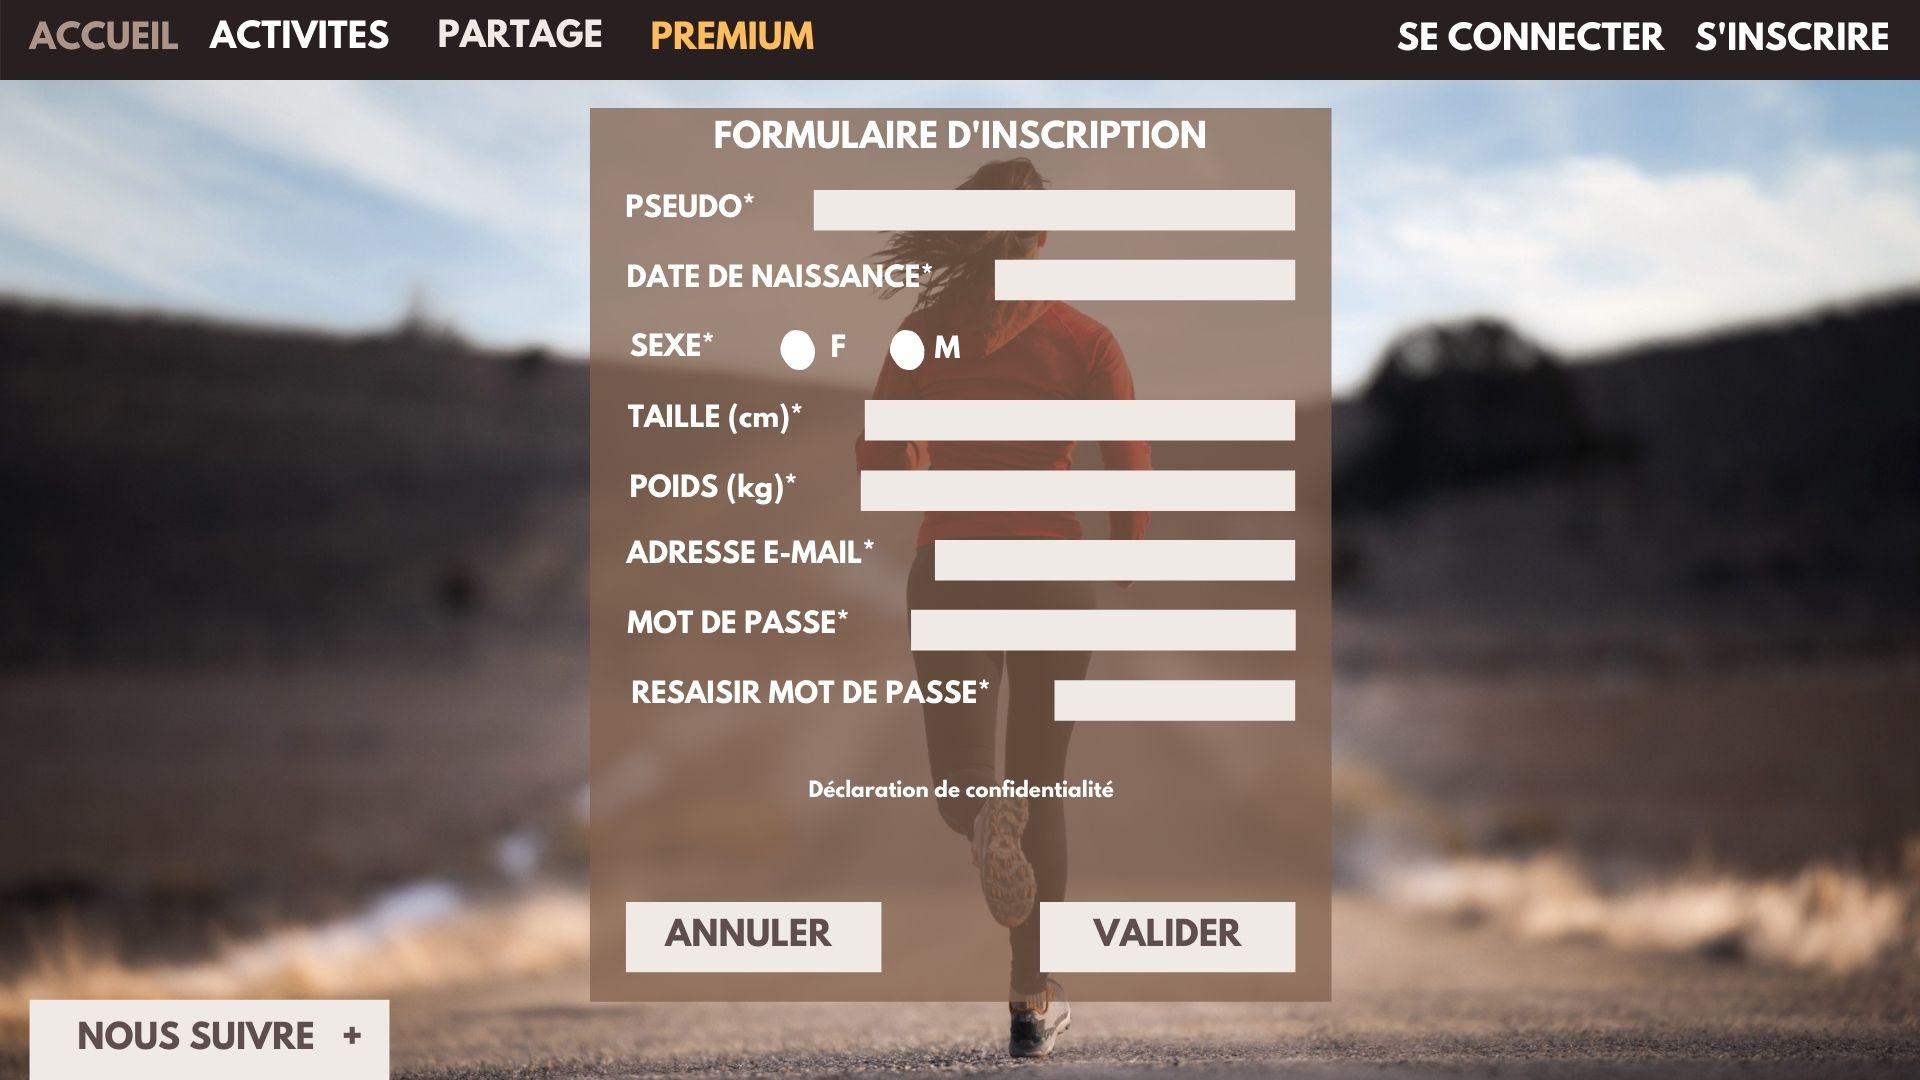 ACCUEIL ACTIVITES PARTAGE PREMIUM SE CONNECTER S'INSCRIRE
FORMULAIRE D'INSCRIPTION
PSEUDO*
DATE DE NAISSANCE*
SEXE* F M
TAILLE (cm)*
POIDS (kg)*
ADRESSE E-MAIL*
MOT DE PASSE*
RESAISIR MOT DE PASSE*
Déclaration de confidentialité
ANNULER VALIDER
NOUS SUIVRE +